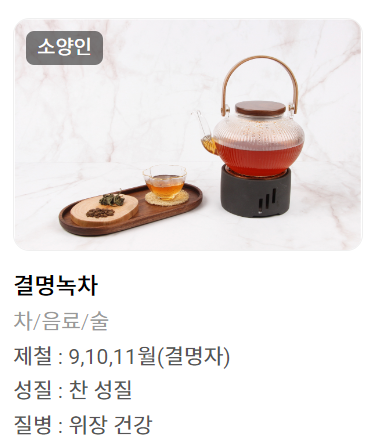 소양인
결명녹차
차/음료/술
제철 : 9,10,11월(결명자)
성질 : 찬 성질
질병 : 위장 건강